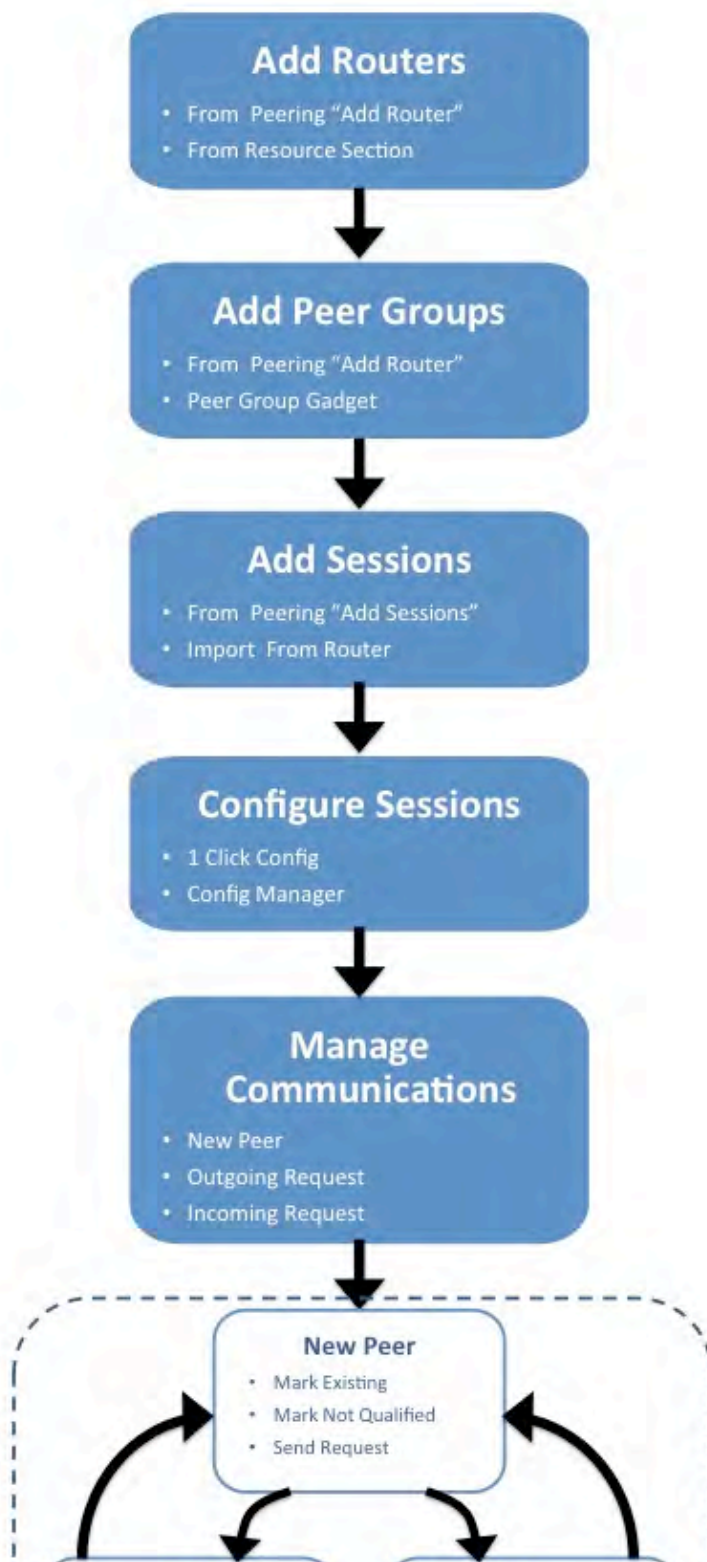 Add Routers
• From Peering “Add Router”
• From Resource Section
Add Peer Groups
• From Peering “Add Router”
• Peer Group Gadget
Add Sessions
• From Peering “Add Sessions”
• Import From Router
Configure Sessions
• 1 Click Config
• Config Manager
Manage
Communications
• New Peer
• Outgoing Request
• Incoming Request
New Peer
• Mark Existing
• Mark Not Qualified
• Send Request